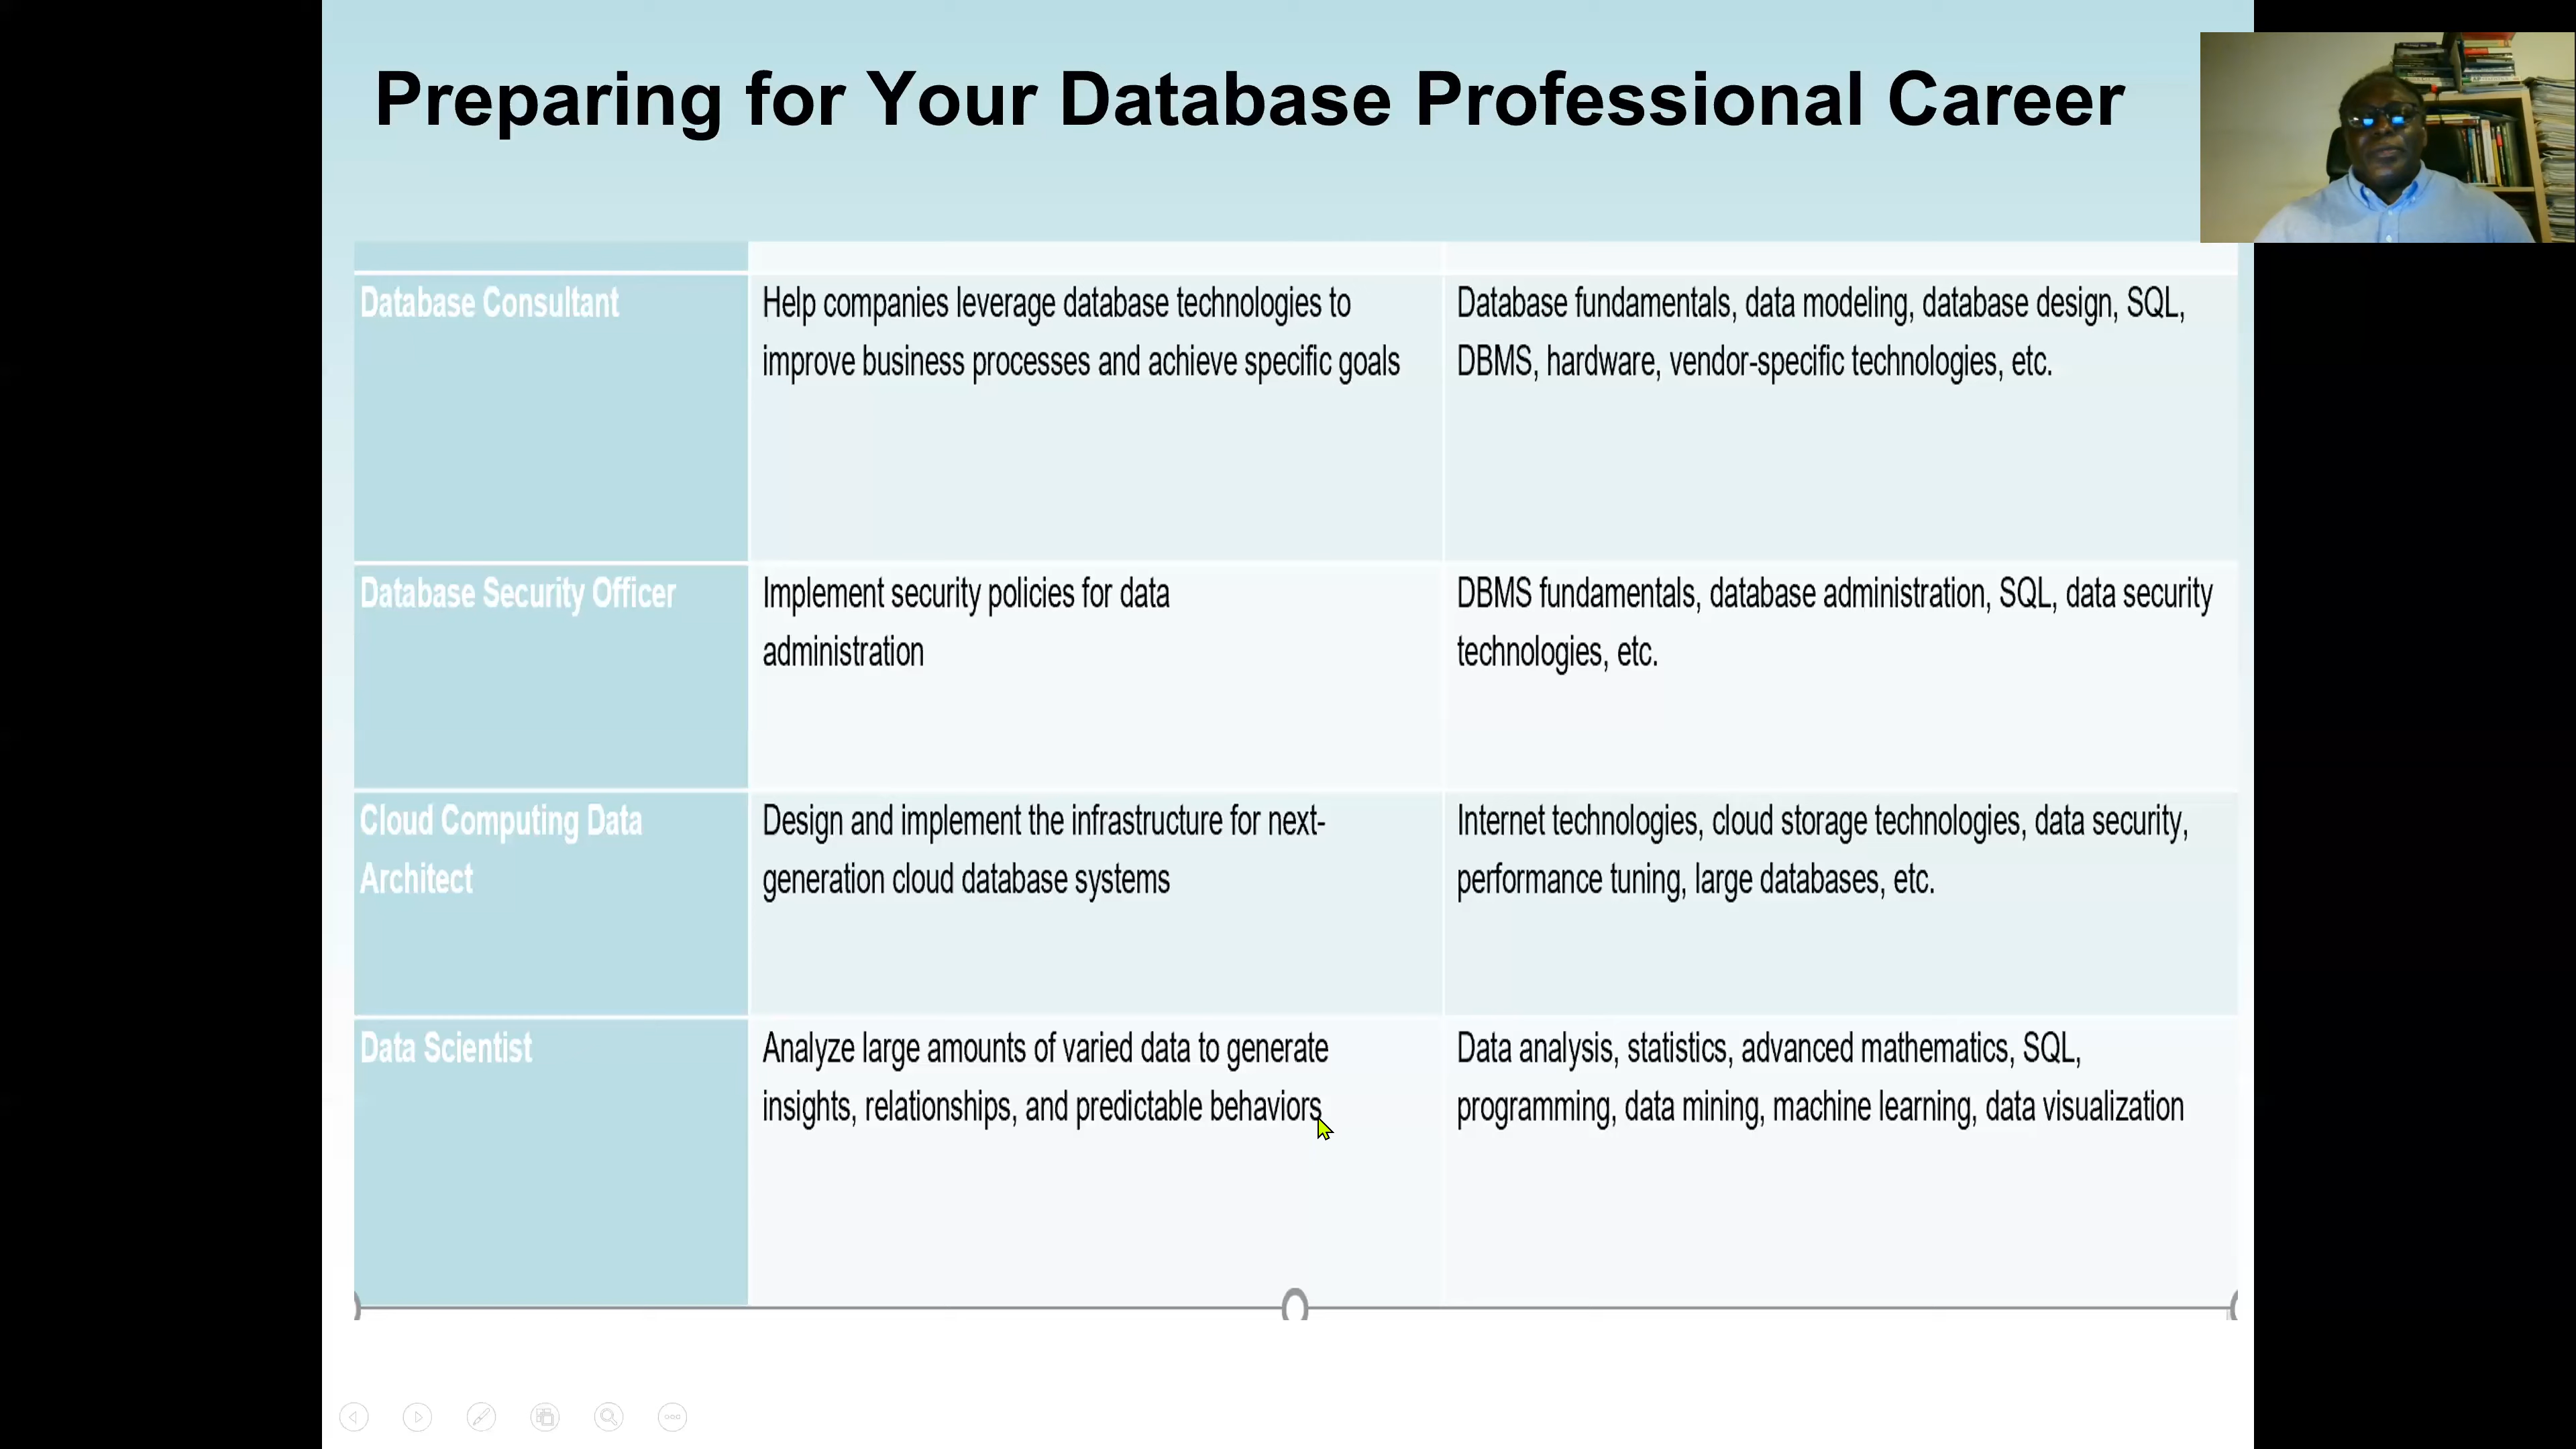 Preparing for Your Database Professional Career
Database Consultant
Help companies leverage database technologies to
improve business processes and achieve specific goals
Database fundamentals, data modeling, database design, SQL,
DBMS, hardware, vendor-specific technologies, etc.
Database Security Officer
Implement security policies for data
administration
DBMS fundamentals, database administration, SQL, data security
technologies, etc.
Cloud Computing Data
Architect
Design and implement the infrastructure for next-
generation cloud database systems
Internet technologies, cloud storage technologies, data security,
performance tuning, large databases, etc.
Data Scientist
Analyze large amounts of varied data to generate
insights, relationships, and predictable behaviors
Data analysis, statistics, advanced mathematics, SQL,
programming, data mining, machine learning, data visualization